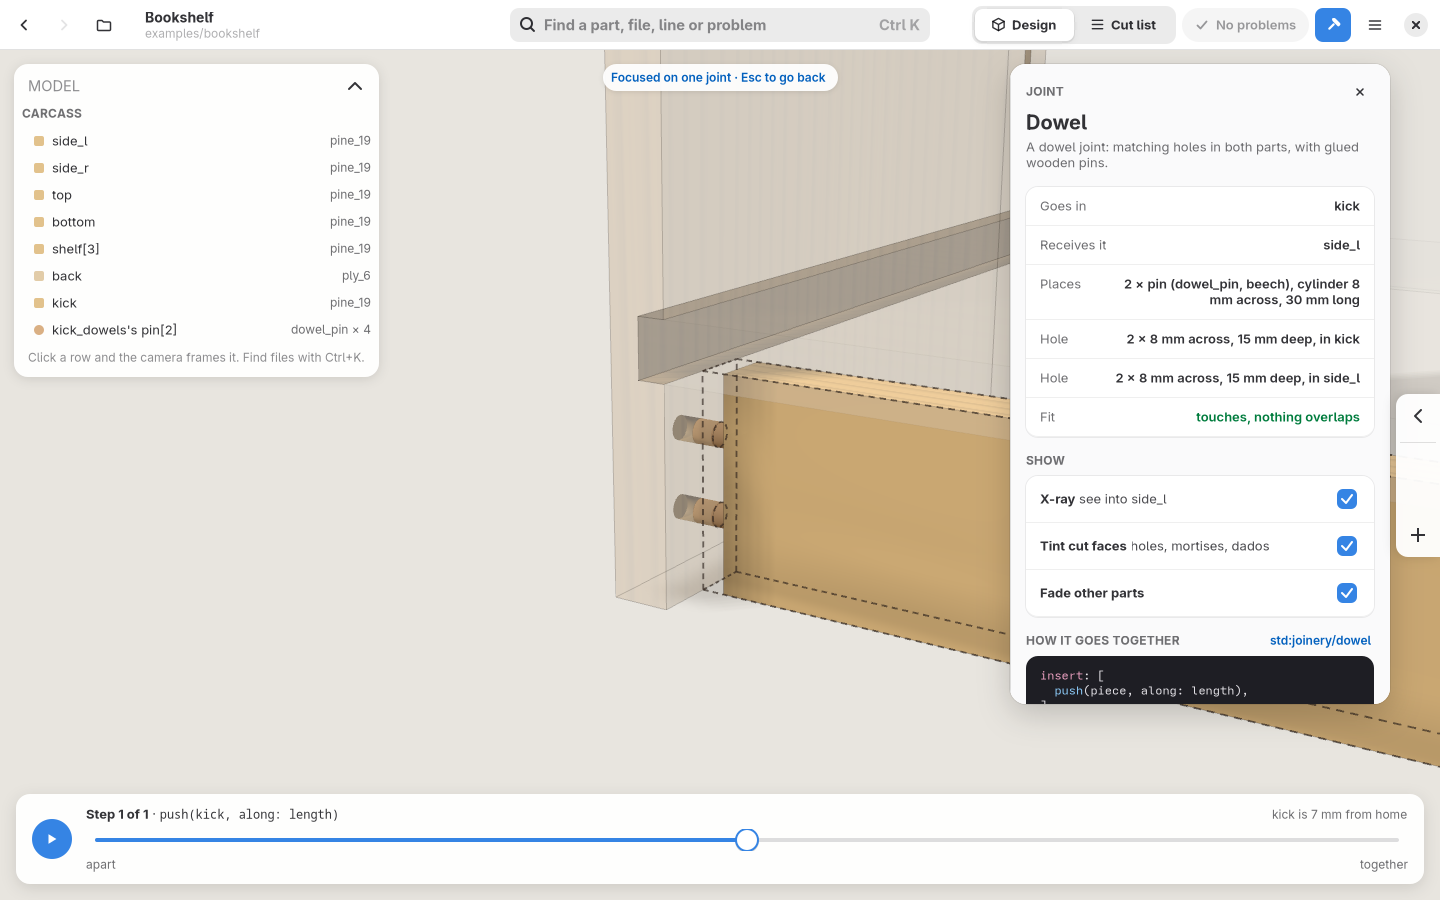 Bookshelf
examples/bookshelf
Find a part, file, line or problem
Ctrl K
Design
Cut list
No problems
MODEL
CARCASS
side_l pine_19
side_r pine_19
top pine_19
bottom pine_19
shelf[3] pine_19
back ply_6
kick pine_19
kick_dowels's pin[2] dowel_pin × 4
Click a row and the camera frames it. Find files with Ctrl+K.
Focused on one joint · Esc to go back
JOINT
Dowel
A dowel joint: matching holes in both parts, with glued
wooden pins.
Goes in kick
Receives it side_l
Places 2 × pin (dowel_pin, beech), cylinder 8
mm across, 30 mm long
Hole 2 × 8 mm across, 15 mm deep, in kick
Hole 2 × 8 mm across, 15 mm deep, in side_l
Fit touches, nothing overlaps
SHOW
X-ray see into side_l
Tint cut faces holes, mortises, dados
Fade other parts
HOW IT GOES TOGETHER std:joinery/dowel
insert: [
push(piece, along: length),
Step 1 of 1 · push(kick, along: length)
kick is 7 mm from home
apart
together